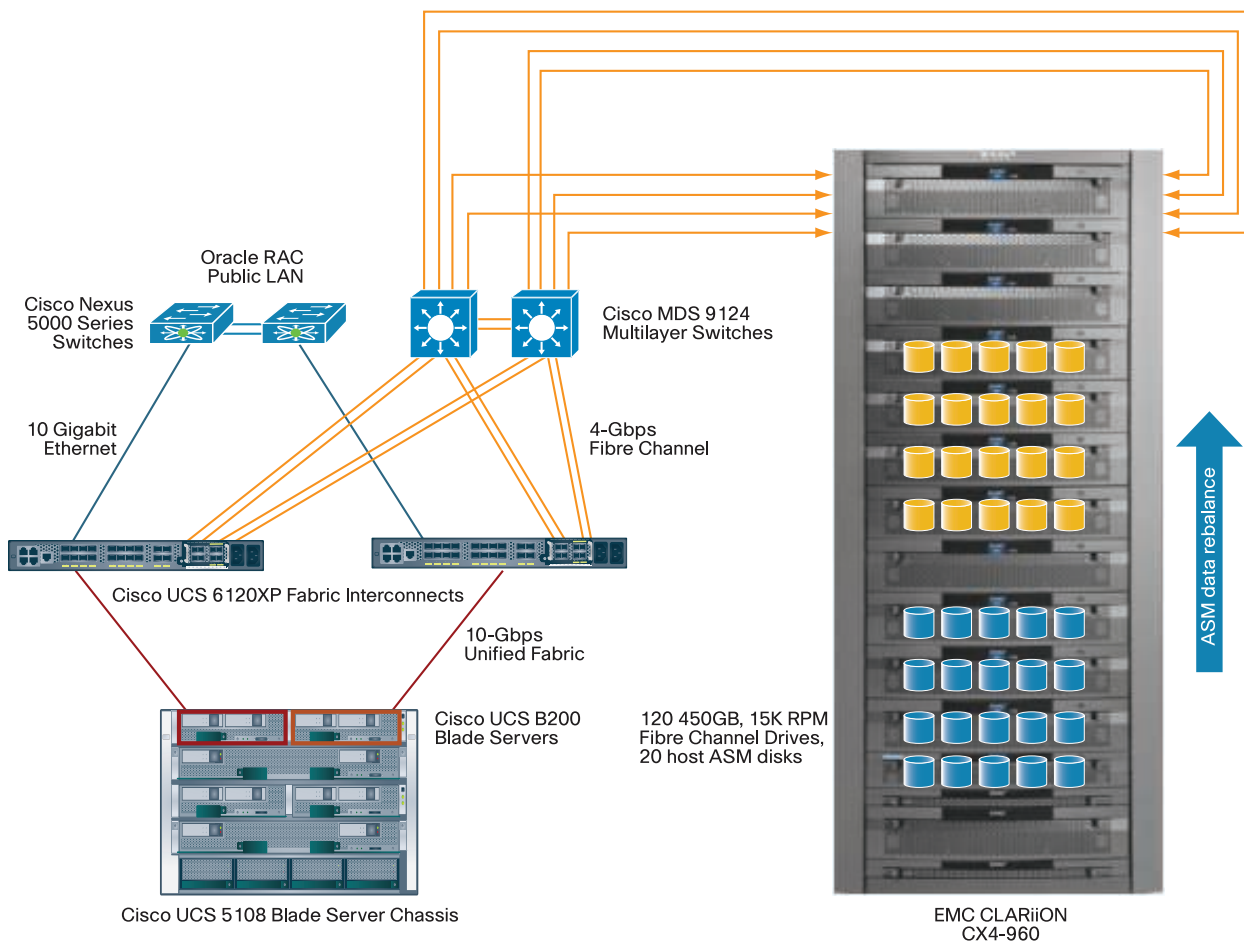 Oracle RAC
Public LAN
Cisco Nexus
5000 Series
Switches
Cisco MDS 9124
Multilayer Switches
10 Gigabit
Ethernet
4-Gbps
Fibre Channel
ASM data rebalance
Cisco UCS 6120XP Fabric Interconnects
10-Gbps
Unified Fabric
Cisco UCS B200
Blade Servers
120 450GB, 15K RPM
Fibre Channel Drives,
20 host ASM disks
Cisco UCS 5108 Blade Server Chassis
EMC CLARiiON
CX4-960